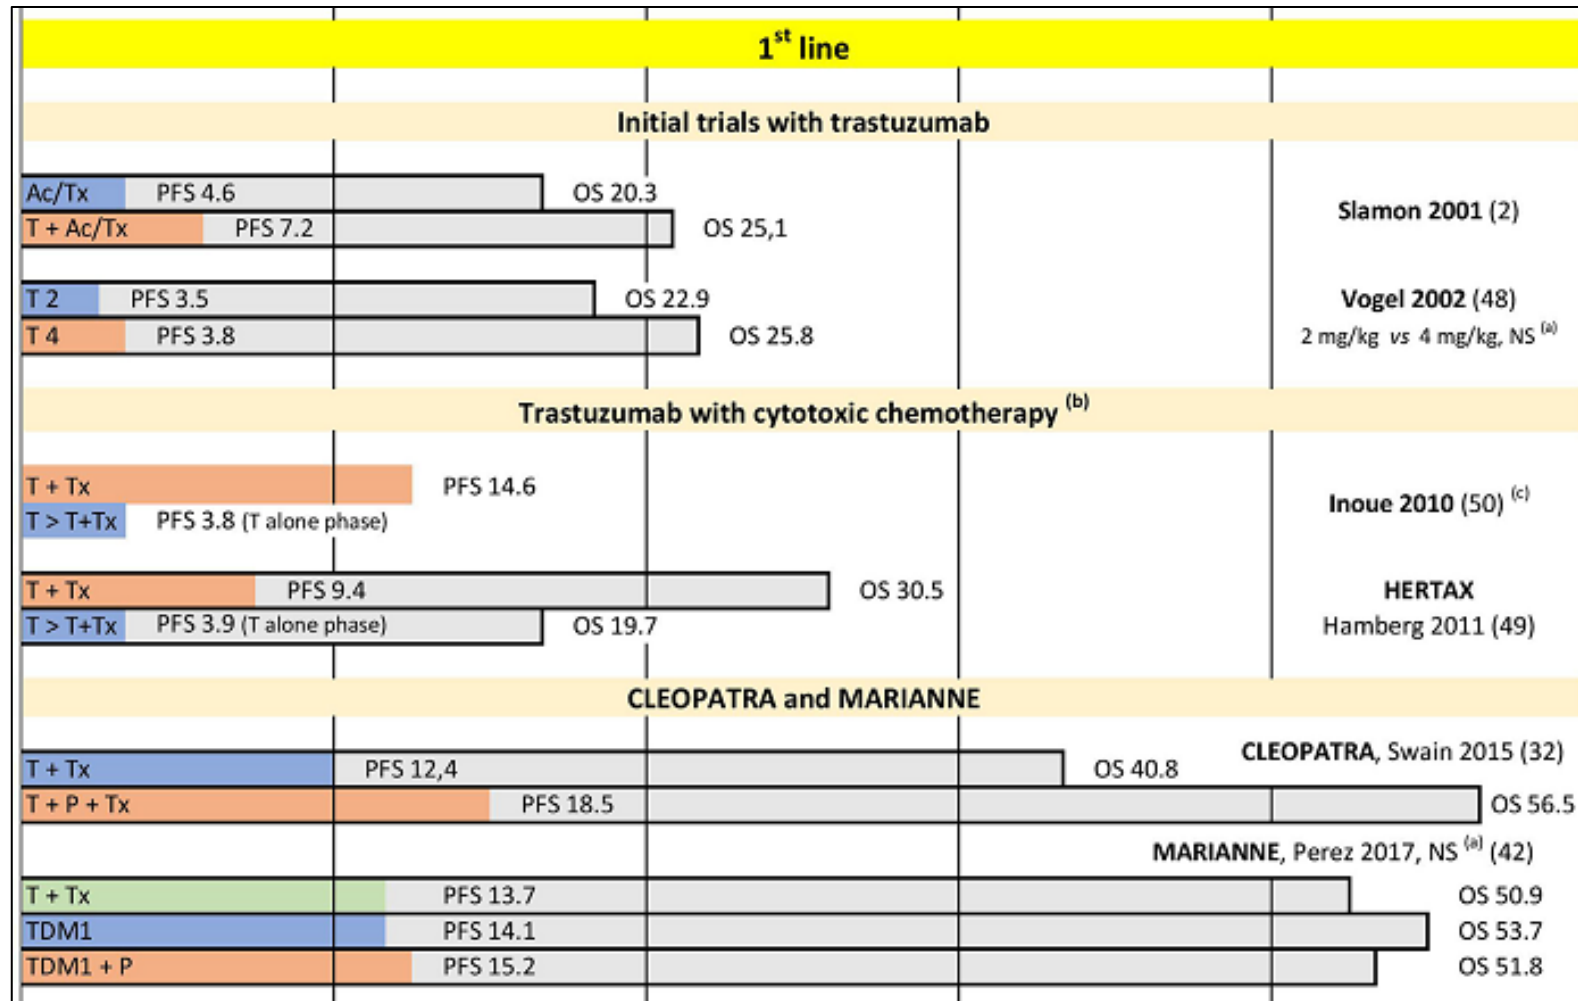 1st line
Initial trials with trastuzumab
Ac/Tx PFS 4.6 OS 20.3
T + Ac/Tx PFS 7.2 OS 25,1
Slamon 2001 (2)
T 2 PFS 3.5 OS 22.9
T 4 PFS 3.8 OS 25.8
Vogel 2002 (48)
2 mg/kg vs 4 mg/kg, NS (a)
Trastuzumab with cytotoxic chemotherapy (b)
T + Tx PFS 14.6
T > T+Tx PFS 3.8 (T alone phase)
Inoue 2010 (50) (c)
T + Tx PFS 9.4 OS 30.5
T > T+Tx PFS 3.9 (T alone phase) OS 19.7
HERTAX
Hamberg 2011 (49)
CLEOPATRA and MARIANNE
CLEOPATRA, Swain 2015 (32)
T + Tx PFS 12,4 OS 40.8
T + P + Tx PFS 18.5 OS 56.5
MARIANNE, Perez 2017, NS (a) (42)
T + Tx PFS 13.7 OS 50.9
TDM1 PFS 14.1 OS 53.7
TDM1 + P PFS 15.2 OS 51.8